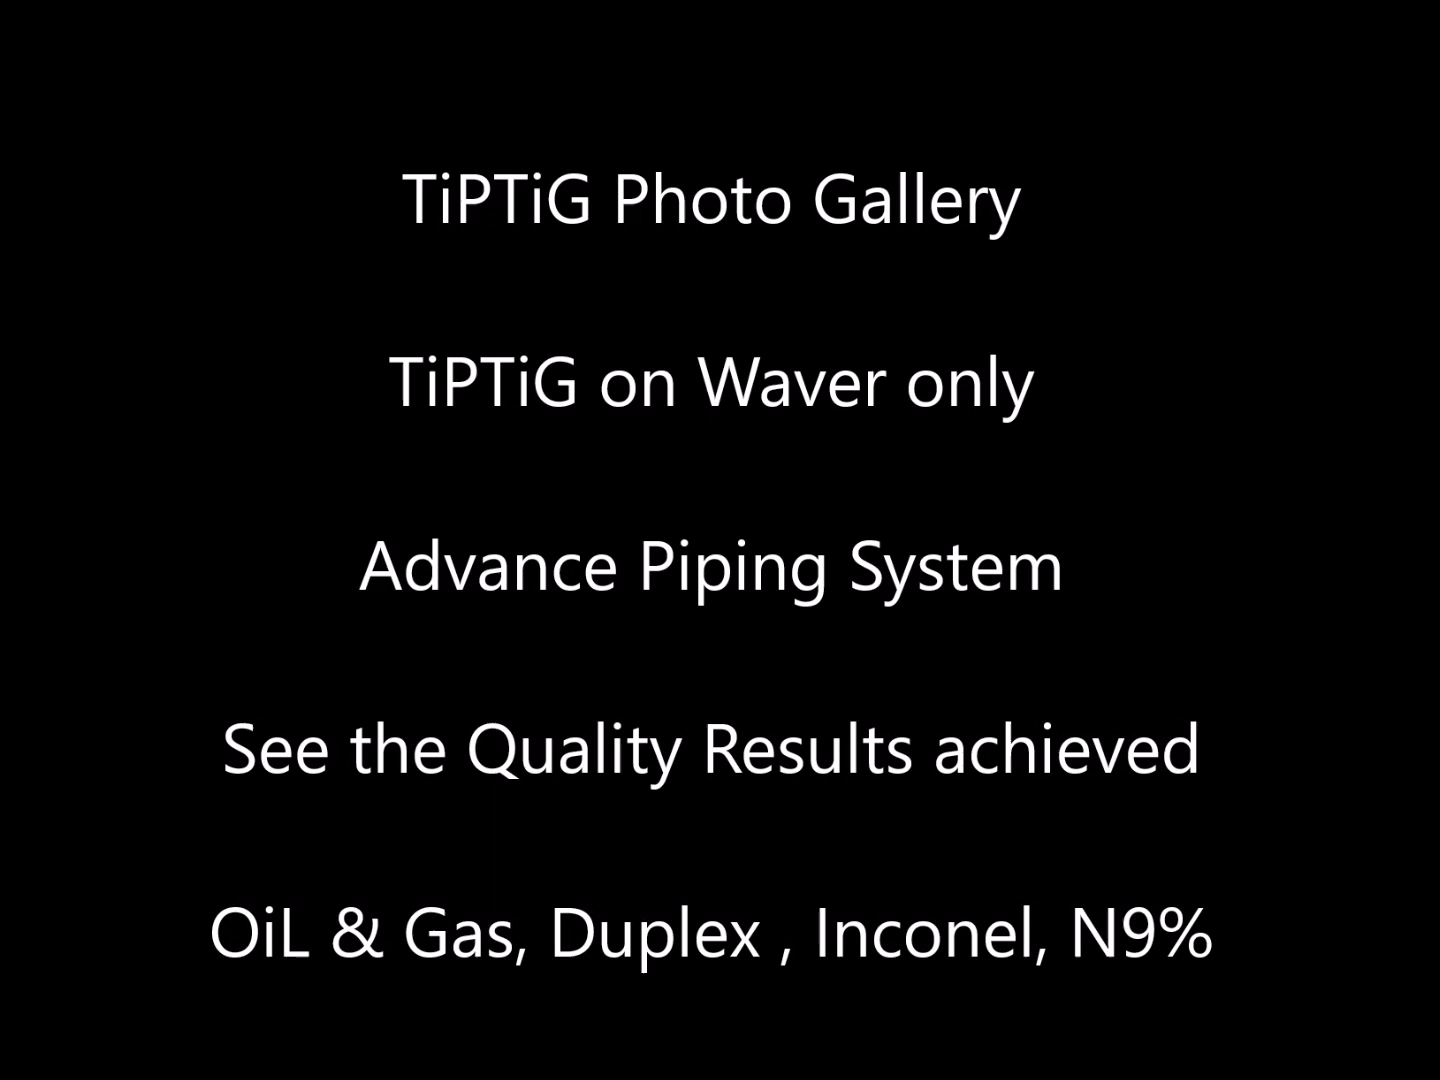 TiPTiG Photo Gallery
TiPTiG on Waver only
Advance Piping System
See the Quality Results achieved
OiL & Gas, Duplex , Inconel, N9%